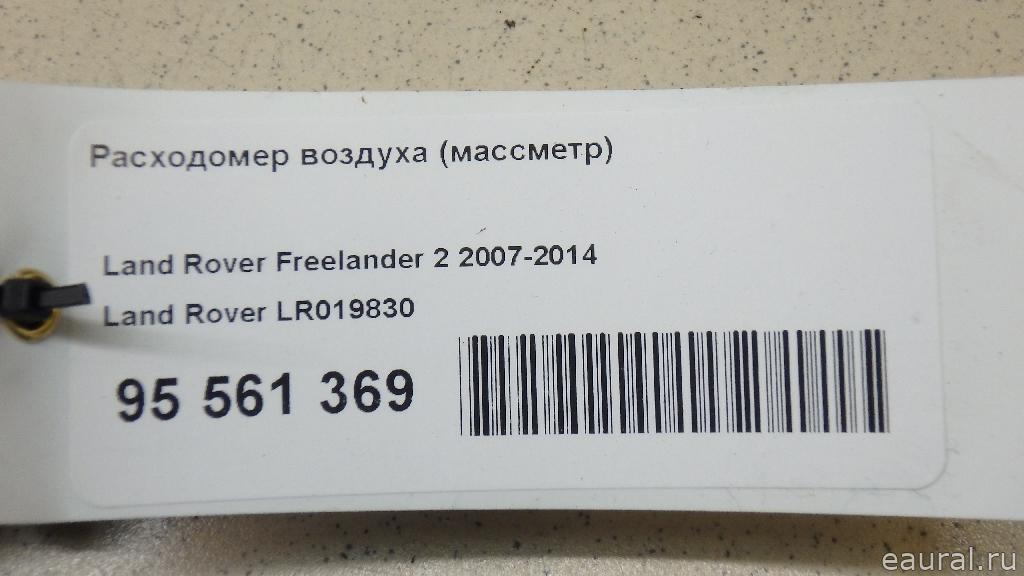 Расходомер воздуха (массметр)
Land Rover Freelander 2 2007-2014
Land Rover LR019830
95 561 369
eaural.ru